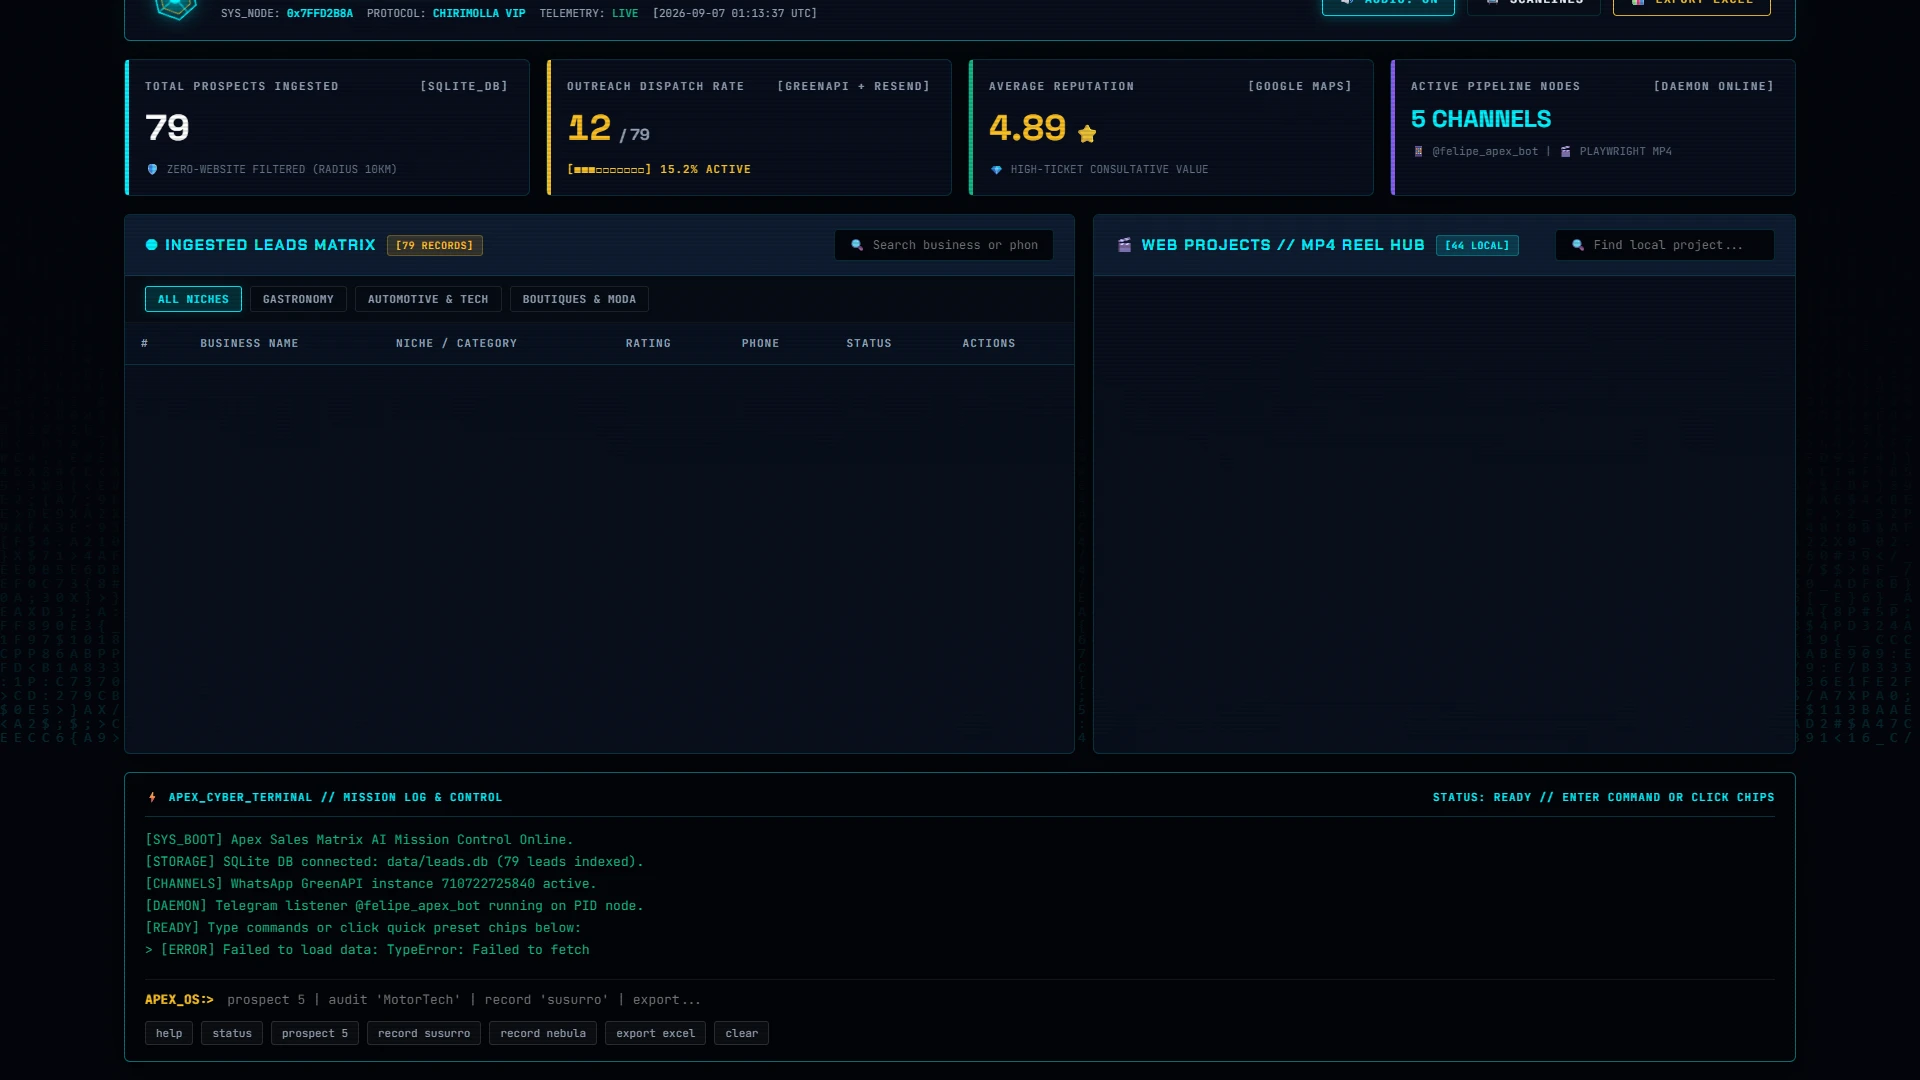 SYS_NODE: 0x7FFD2B8A PROTOCOL: CHIRIMOLLA VIP TELEMETRY: LIVE [2026-09-07 01:13:37 UTC]
AUDIO: ON
SCANLINES
EXPORT EXCEL
TOTAL PROSPECTS INGESTED [SQLITE_DB]
79
ZERO-WEBSITE FILTERED (RADIUS 10KM)
OUTREACH DISPATCH RATE [GREENAPI + RESEND]
12 / 79
[■■■□□□□□□□] 15.2% ACTIVE
AVERAGE REPUTATION [GOOGLE MAPS]
4.89 ⭐
HIGH-TICKET CONSULTATIVE VALUE
ACTIVE PIPELINE NODES [DAEMON ONLINE]
5 CHANNELS
@felipe_apex_bot | PLAYWRIGHT MP4
INGESTED LEADS MATRIX [79 RECORDS]
Search business or phon
ALL NICHES GASTRONOMY AUTOMOTIVE & TECH BOUTIQUES & MODA
# BUSINESS NAME NICHE / CATEGORY RATING PHONE STATUS ACTIONS
WEB PROJECTS // MP4 REEL HUB [44 LOCAL]
Find local project...
APEX_CYBER_TERMINAL // MISSION LOG & CONTROL
STATUS: READY // ENTER COMMAND OR CLICK CHIPS
[SYS_BOOT] Apex Sales Matrix AI Mission Control Online.
[STORAGE] SQLite DB connected: data/leads.db (79 leads indexed).
[CHANNELS] WhatsApp GreenAPI instance 710722725840 active.
[DAEMON] Telegram listener @felipe_apex_bot running on PID node.
[READY] Type commands or click quick preset chips below:
> [ERROR] Failed to load data: TypeError: Failed to fetch
APEX_OS:> prospect 5 | audit 'MotorTech' | record 'susurro' | export...
help status prospect 5 record susurro record nebula export excel clear